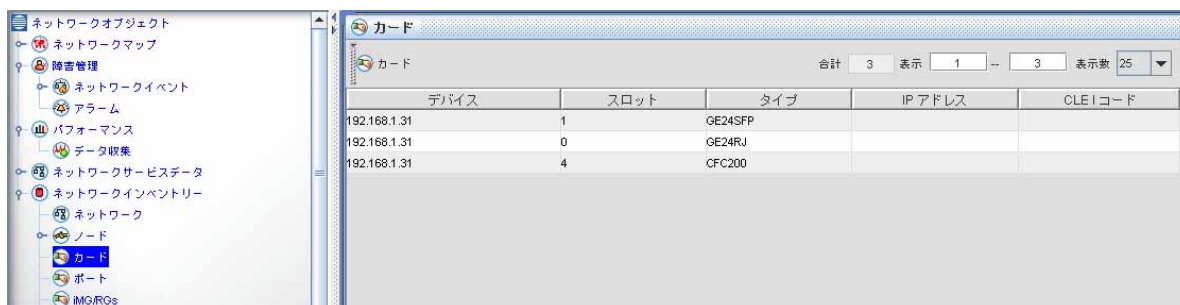 ネットワークオブジェクト
ネットワークマップ
障害管理
ネットワークイベント
アラーム
パフォーマンス
データ収集
ネットワークサービスデータ
ネットワークインベントリー
ネットワーク
ノード
カード
ポート
iMG/RGs
カード
カード 合計 3 表示 1 -- 3 表示数 25
デバイス スロット タイプ IP アドレス CLEI コード
192.168.1.31 1 GE24SFP
192.168.1.31 0 GE24RJ
192.168.1.31 4 CFC200